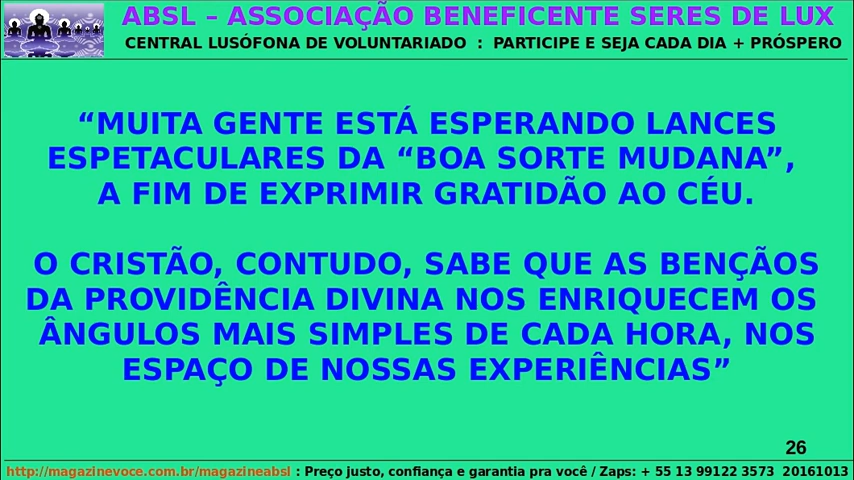 ABSL – ASSOCIAÇÃO BENEFICENTE SERES DE LUX
CENTRAL LUSÓFONA DE VOLUNTARIADO : PARTICIPE E SEJA CADA DIA + PRÓSPERO
“MUITA GENTE ESTÁ ESPERANDO LANCES
ESPETACULARES DA “BOA SORTE MUDANA”,
A FIM DE EXPRIMIR GRATIDÃO AO CÉU.
O CRISTÃO, CONTUDO, SABE QUE AS BENÇÃOS
DA PROVIDÊNCIA DIVINA NOS ENRIQUECEM OS
ÂNGULOS MAIS SIMPLES DE CADA HORA, NOS
ESPAÇO DE NOSSAS EXPERIÊNCIAS”
26
http://magazinevoce.com.br/magazineabsl : Preço justo, confiança e garantia pra você / Zaps: + 55 13 99122 3573 20161013